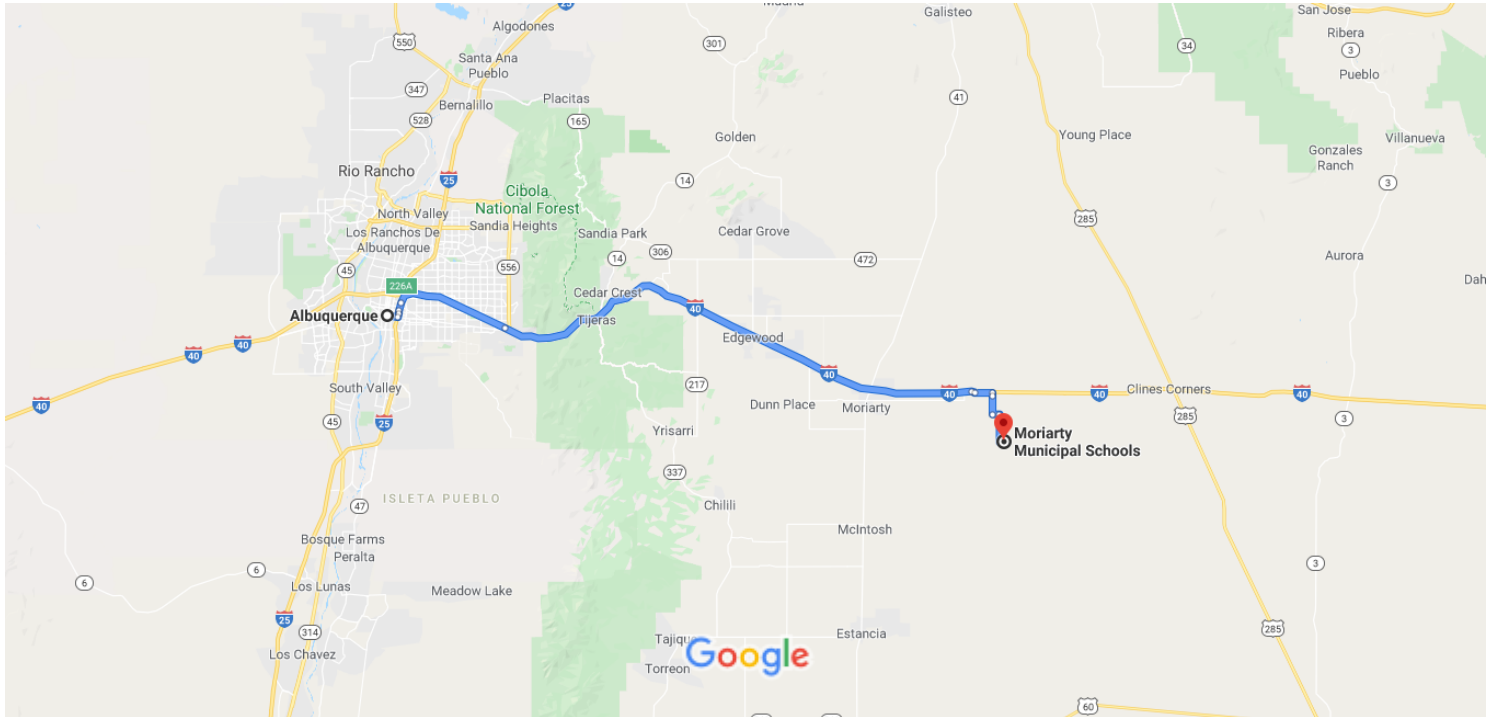 25
Madrid
Galisteo
San Jose
Algodones
Ribera
550
301
34
3
Santa Ana
Pueblo
Pueblo
347
Placitas
41
Bernalillo
528
165
Young Place
Villanueva
Golden
Gonzales
Ranch
Rio Rancho
25
14
3
Cibola
National Forest
North Valley
Sandia Heights
285
Los Ranchos De
Albuquerque
Sandia Park
Cedar Grove
306
14
472
Aurora
45
556
226A
Cedar Crest
Dah
40
Albuquerque
Tijeras
Edgewood
40
40
40
217
40
40
40
South Valley
Clines Corners
40
Dunn Place
Moriarty
285
45
25
Yrisarri
3
Moriarty
Municipal Schools
337
ISLETA PUEBLO
47
Chilili
McIntosh
Bosque Farms
Peralta
6
3
6
Los Lunas
Meadow Lake
25
285
314
Estancia
Tajique
Google
Los Chavez
Torreon
60